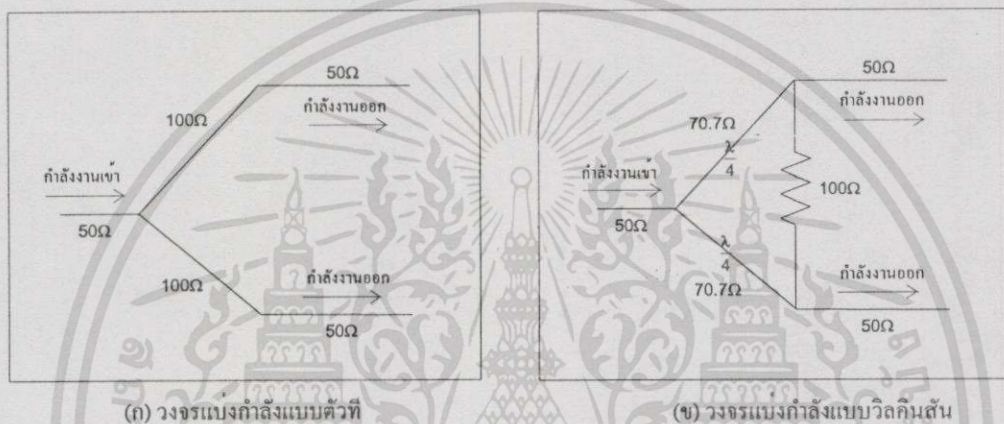 50Ω
กำลังงานออก
100Ω
กำลังงานเข้า
50Ω
100Ω
กำลังงานออก
50Ω
(ก) วงจรแบ่งกำลังแบบตัวที
50Ω
กำลังงานออก
70.7Ω
λ
4
กำลังงานเข้า
100Ω
50Ω
λ
4
70.7Ω
กำลังงานออก
50Ω
(ข) วงจรแบ่งกำลังแบบวิลคินสัน